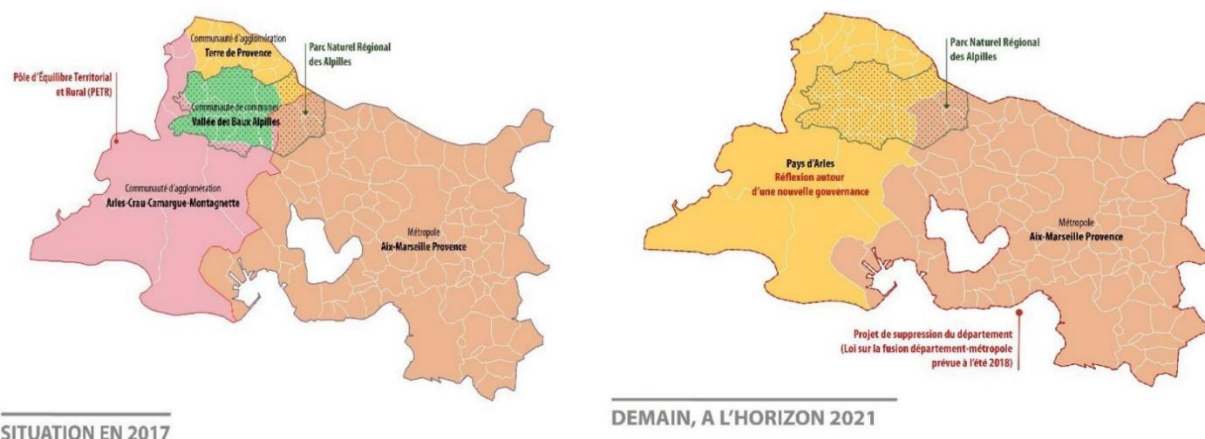 Communauté d'agglomération
Terre de Provence
Parc Naturel Régional
des Alpilles
Pôle d'Équilibre Territorial
et Rural (PETR)
Communauté de communes
Vallée des Baux Alpilles
Communauté d'agglomération
Arles-Crau-Camargue-Montagnette
Métropole
Aix-Marseille Provence
SITUATION EN 2017
Parc Naturel Régional
des Alpilles
Pays d'Arles
Réflexion autour
d'une nouvelle gouvernance
Métropole
Aix-Marseille Provence
Projet de suppression du département
(Loi sur la fusion département-métropole
prévue à l'été 2018)
DEMAIN, A L'HORIZON 2021